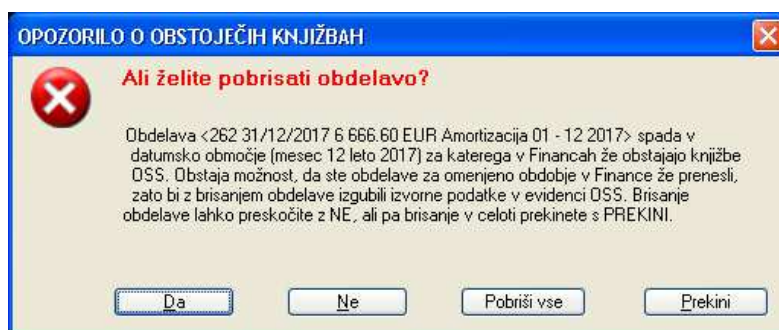 OPOZORILO O OBSTOJEČIH KNJIŽBAH
Ali želite pobrisati obdelavo?
Obdelava <262 31/12/2017 6 666.60 EUR Amortizacija 01 - 12 2017> spada v
datumsko območje (mesec 12 leto 2017) za katerega v Financah že obstajajo knjižbe
OSS. Obstaja možnost, da ste obdelave za omenjeno obdobje v Finance že prenesli,
zato bi z brisanjem obdelave izgubili izvorne podatke v evidenci OSS. Brisanje
obdelave lahko preskočite z NE, ali pa brisanje v celoti prekinete s PREKINI.
Da Ne Pobriši vse Prekini